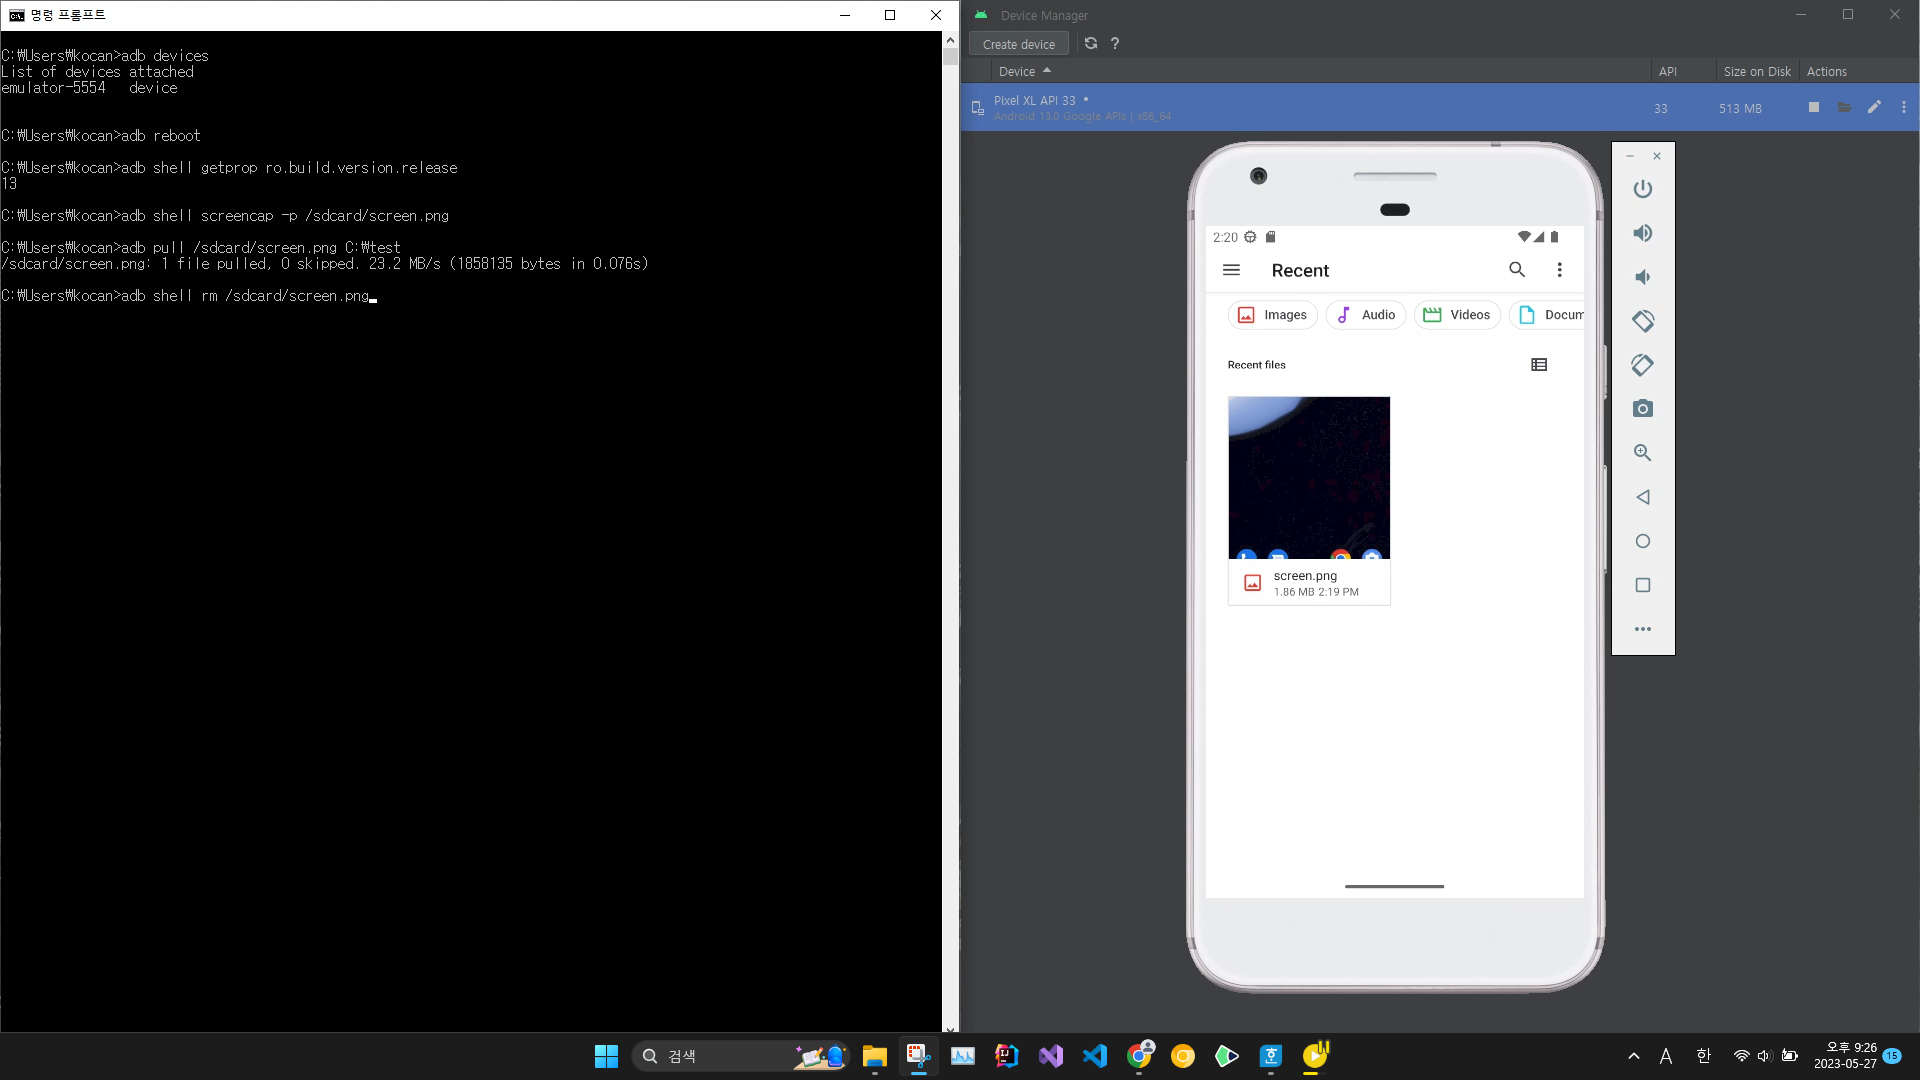 명령 프롬프트
C:₩Users₩kocan>adb devices
List of devices attached
emulator-5554   device
C:₩Users₩kocan>adb reboot
C:₩Users₩kocan>adb shell getprop ro.build.version.release
13
C:₩Users₩kocan>adb shell screencap -p /sdcard/screen.png
C:₩Users₩kocan>adb pull /sdcard/screen.png C:₩test
/sdcard/screen.png: 1 file pulled, 0 skipped. 23.2 MB/s (1858135 bytes in 0.076s)
C:₩Users₩kocan>adb shell rm /sdcard/screen.png
Device Manager
Create device
?
Device API Size on Disk Actions
Pixel XL API 33 • 33 513 MB
Android 13.0 Google APIs | x86_64
2:20
Recent
Images Audio Videos Docum
Recent files
screen.png
1.86 MB 2:19 PM
검색
A 한
오후 9:26
2023-05-27 15